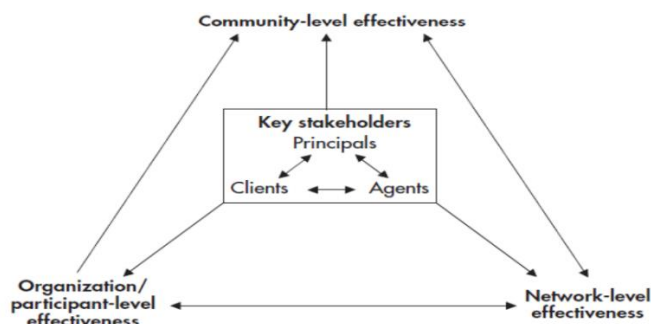 Community-level effectiveness
Key stakeholders
Principals
Clients
Agents
Organization/
participant-level
effectiveness
Network-level
effectiveness